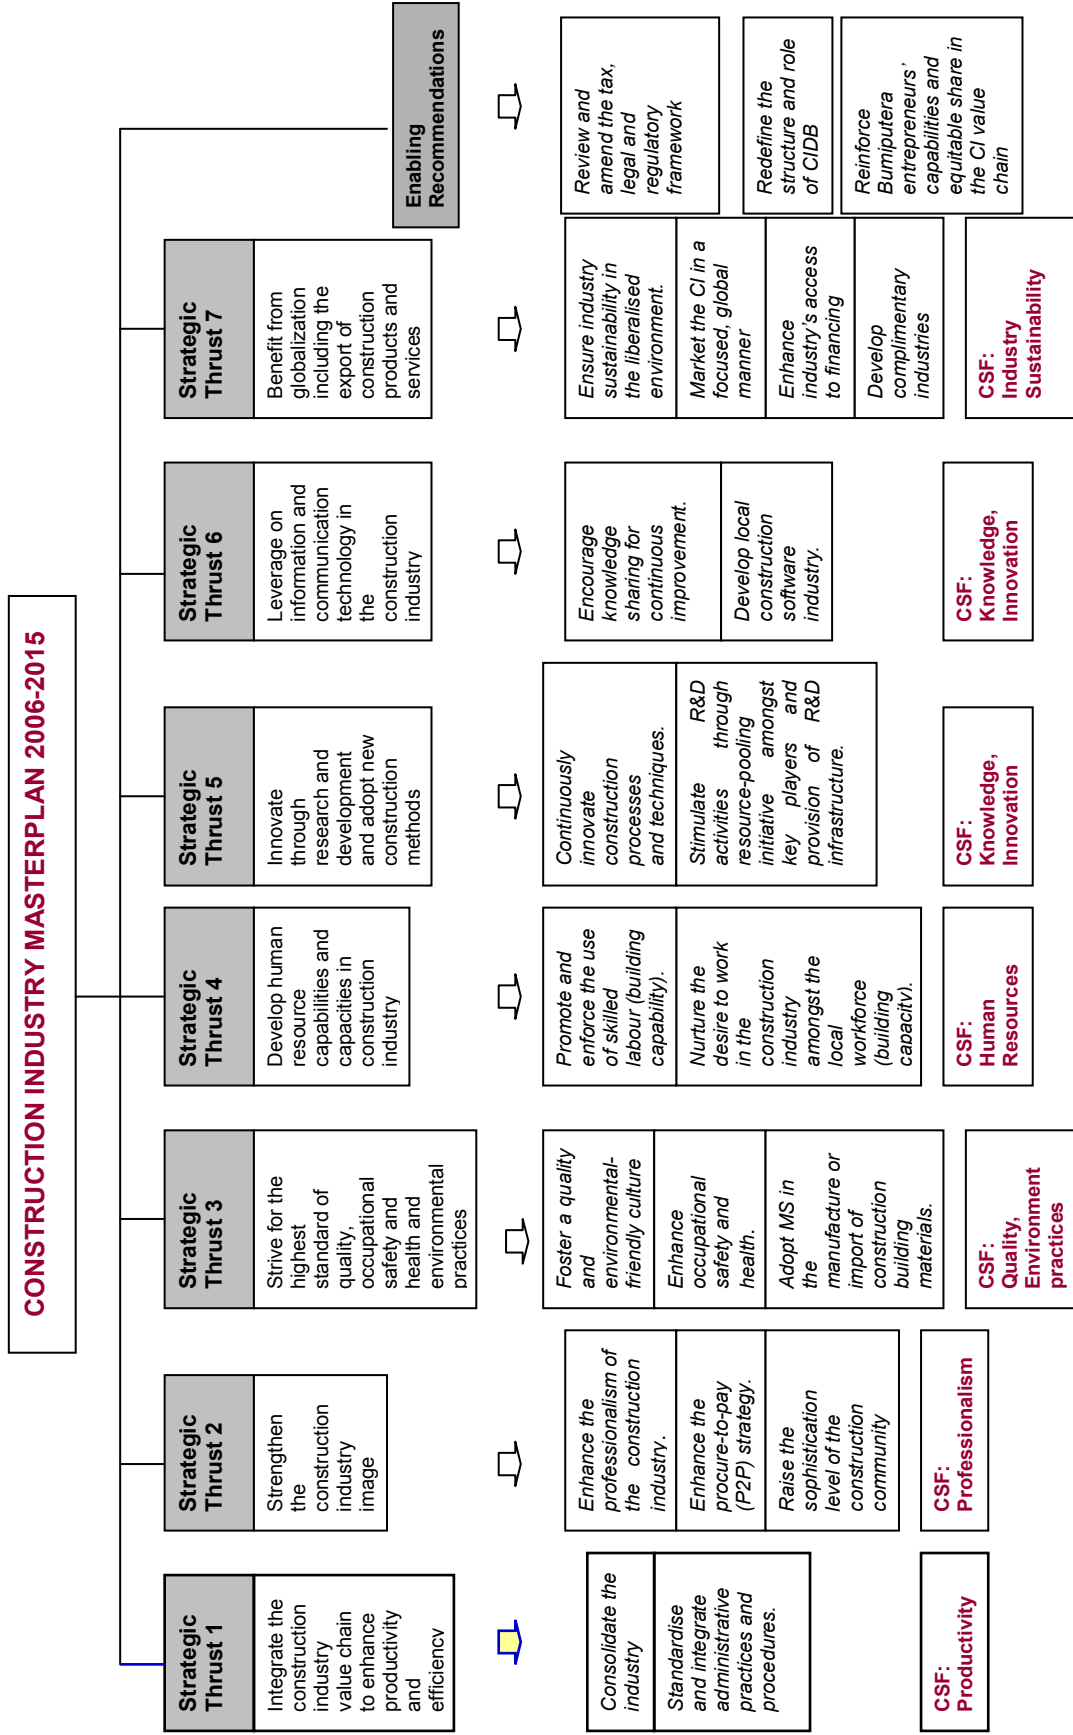 CONSTRUCTION INDUSTRY MASTERPLAN 2006-2015
Strategic
Thrust 1
Integrate the
construction
industry
value chain
to enhance
productivity
and
efficiency
Consolidate the
industry
Standardise
and integrate
administrative
practices and
procedures.
CSF:
Productivity
Strategic
Thrust 2
Strengthen
the
construction
industry
image
Enhance the
professionalism of
the construction
industry.
Enhance the
procure-to-pay
(P2P) strategy.
Raise the
sophistication
level of the
construction
community
CSF:
Professionalism
Strategic
Thrust 3
Strive for the
highest
standard of
quality,
occupational
safety and
health and
environmental
practices
Foster a quality
and
environmental-
friendly culture
Enhance
occupational
safety and
health.
Adopt MS in
the
manufacture or
import of
construction
building
materials.
CSF:
Quality,
Environment
practices
Strategic
Thrust 4
Develop human
resource
capabilities and
capacities in
construction
industry
Promote and
enforce the use
of skilled
labour (building
capability).
Nurture the
desire to work
in the
construction
industry
amongst the
local
workforce
(building
capacity).
CSF:
Human
Resources
Strategic
Thrust 5
Innovate
through
research and
development
and adopt new
construction
methods
Continuously
innovate
construction
processes
and techniques.
Stimulate R&D
activities through
resource-pooling
initiative amongst
key players and
provision of R&D
infrastructure.
CSF:
Knowledge,
Innovation
Strategic
Thrust 6
Leverage on
information and
communication
technology in
the
construction
industry
Encourage
knowledge
sharing for
continuous
improvement.
Develop local
construction
software
industry.
CSF:
Knowledge,
Innovation
Strategic
Thrust 7
Benefit from
globalization
including the
export of
construction
products and
services
Ensure industry
sustainability in
the liberalised
environment.
Market the CI in a
focused, global
manner
Enhance
industry's access
to financing
Develop
complimentary
industries
CSF:
Industry
Sustainability
Enabling
Recommendations
Review and
amend the tax,
legal and
regulatory
framework
Redefine the
structure and role
of CIDB
Reinforce
Bumiputera
entrepreneurs'
capabilities and
equitable share in
the CI value
chain